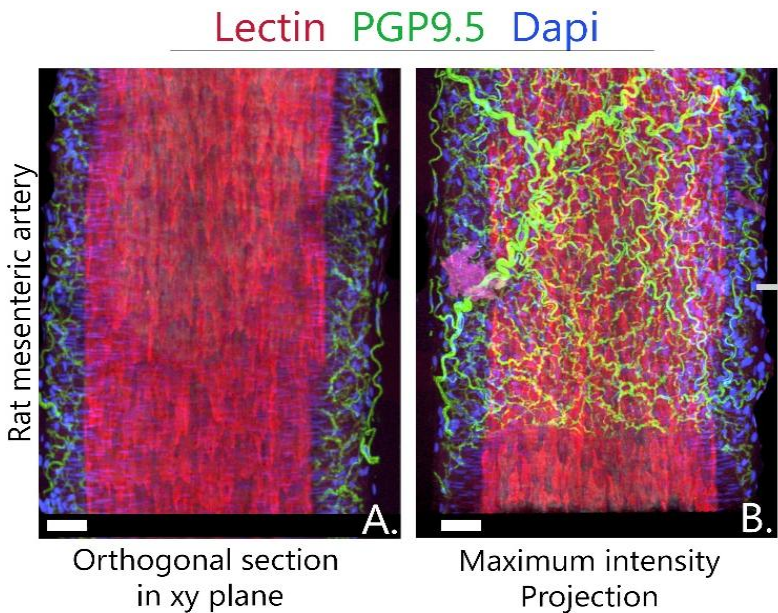 Lectin PGP9.5 Dapi
Rat mesenteric artery
A.
B.
Orthogonal section
in xy plane
Maximum intensity
Projection